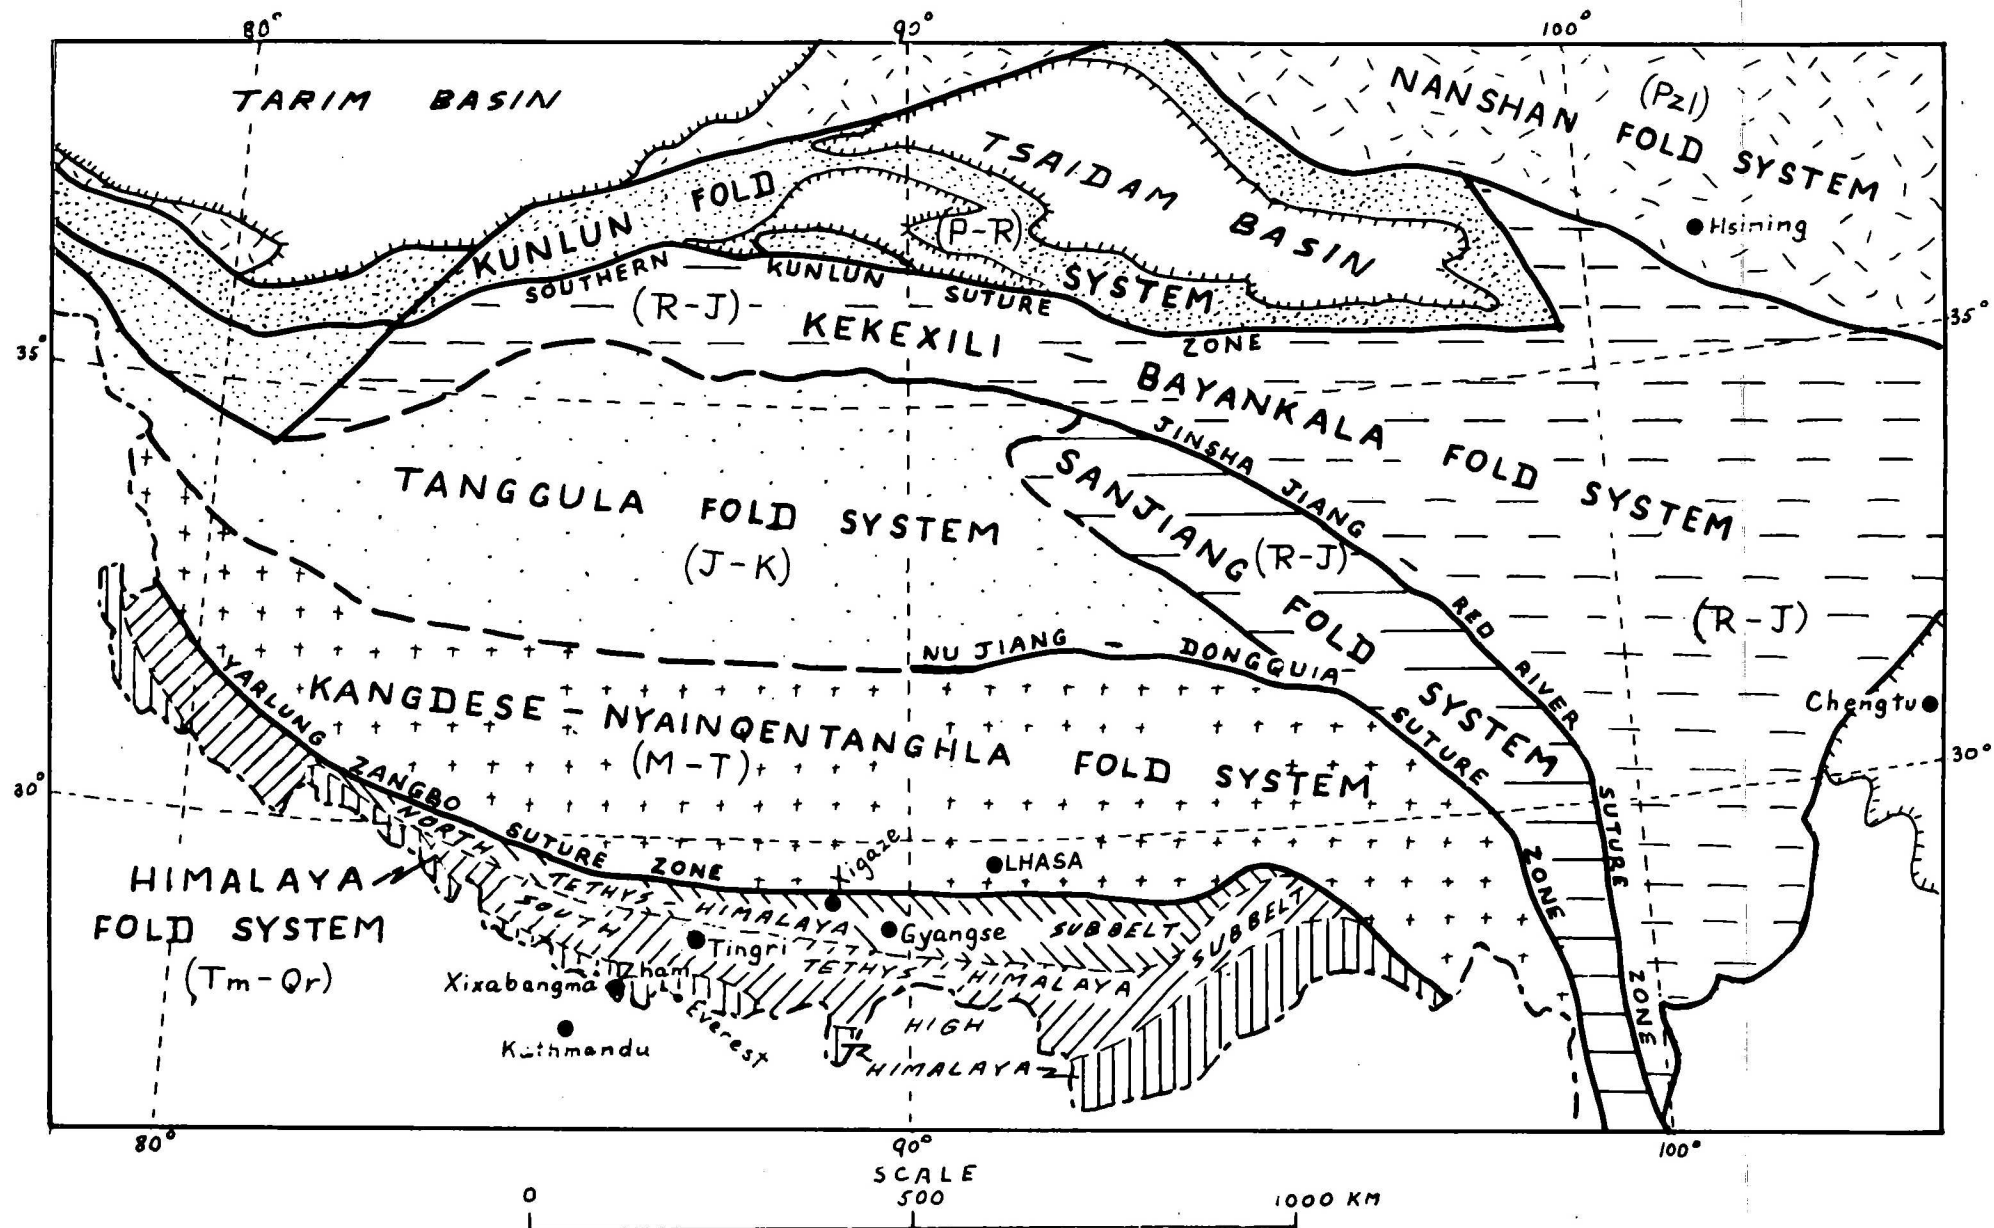 80° 90° 100°
TARIM BASIN
NANSHAN FOLD SYSTEM
(Pzl)
TSAIDAM BASIN
KUNLUN FOLD SYSTEM
(P-R)
Hsining
SOUTHERN KUNLUN SUTURE ZONE
(R-J)
35° 35°
KEKEXILI - BAYANKALA FOLD SYSTEM
(R-J)
JINSHA JIANG - RED RIVER SUTURE ZONE
TANGGULA FOLD SYSTEM
(J-K)
SANJIANG FOLD SYSTEM
(R-J)
NU JIANG - DONGQUIA SUTURE ZONE
Chengtu
KANGDESE - NYAINQENTANGHLA FOLD SYSTEM
(M-T)
30° 30°
YARLUNG ZANGBO SUTURE ZONE
LHASA
Xigaze
NORTH TETHYS-HIMALAYA SUBBELT
Gyangse
HIMALAYA
FOLD SYSTEM
(Tm-Qr)
SOUTH TETHYS-HIMALAYA SUBBELT
Tingri
Zham
Xixabangma
Everest
Kathmandu
HIGH
HIMALAYA
80° 90° 100°
SCALE
0 500 1000 KM